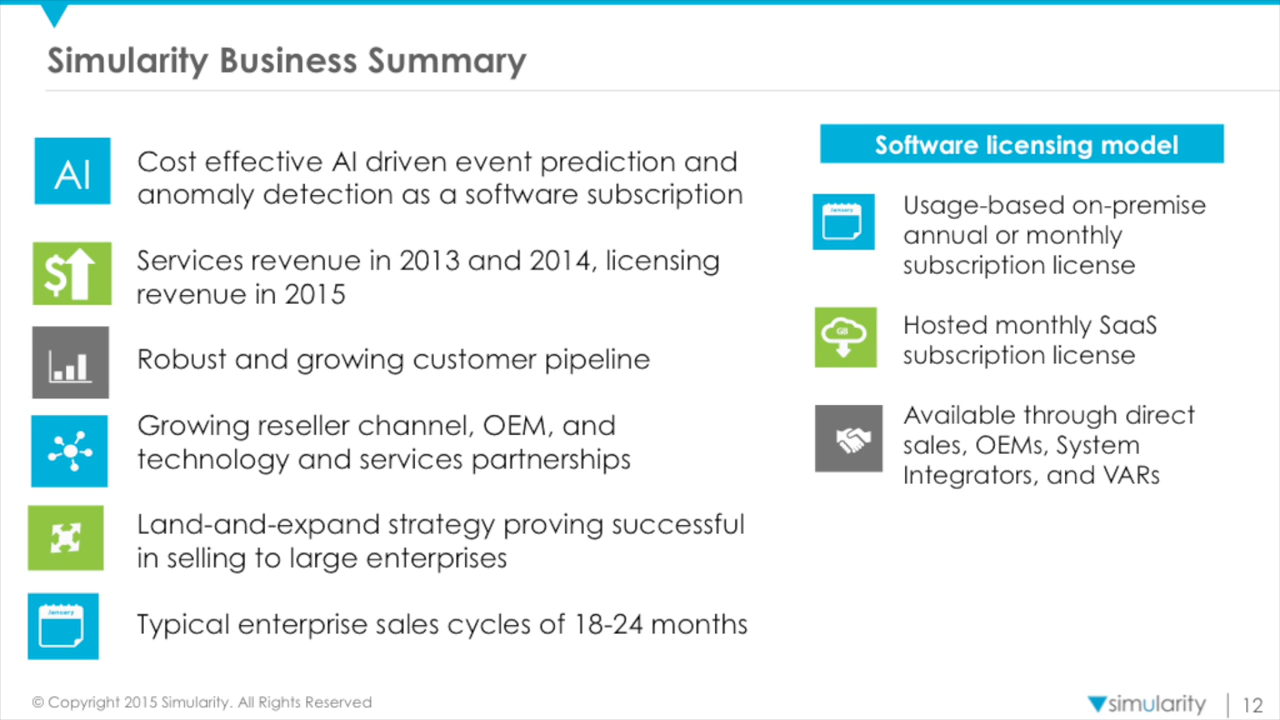 Simularity Business Summary
AI
Cost effective AI driven event prediction and
anomaly detection as a software subscription
$
Services revenue in 2013 and 2014, licensing
revenue in 2015
Robust and growing customer pipeline
Growing reseller channel, OEM, and
technology and services partnerships
Land-and-expand strategy proving successful
in selling to large enterprises
January
Typical enterprise sales cycles of 18-24 months
Software licensing model
January
Usage-based on-premise
annual or monthly
subscription license
GB
Hosted monthly SaaS
subscription license
Available through direct
sales, OEMs, System
Integrators, and VARs
© Copyright 2015 Simularity. All Rights Reserved
simularity
12